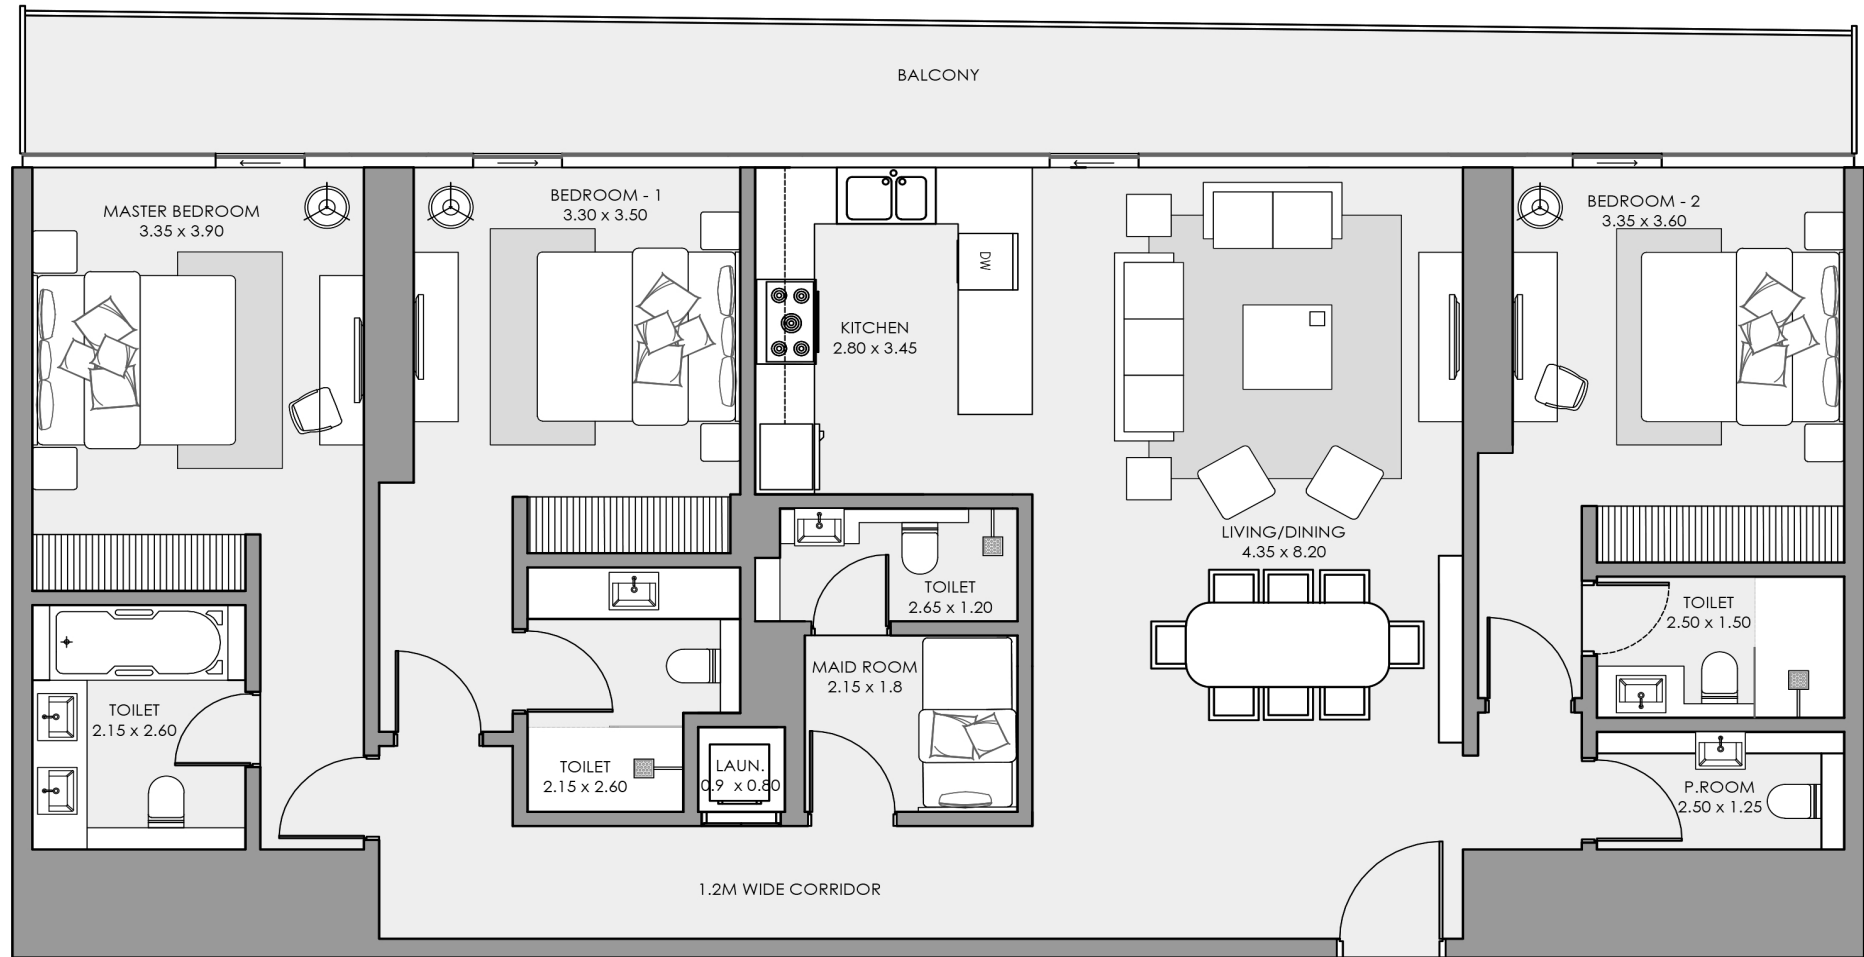 BALCONY
MASTER BEDROOM
3.35 x 3.90
BEDROOM - 1
3.30 x 3.50
BEDROOM - 2
3.35 x 3.60
DW
KITCHEN
2.80 x 3.45
LIVING/DINING
4.35 x 8.20
TOILET
2.65 x 1.20
TOILET
2.50 x 1.50
MAID ROOM
2.15 x 1.8
TOILET
2.15 x 2.60
TOILET
2.15 x 2.60
LAUN.
0.9 x 0.80
P.ROOM
2.50 x 1.25
1.2M WIDE CORRIDOR